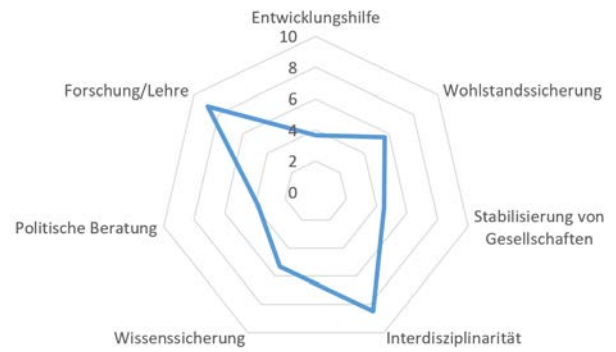 Entwicklungshilfe
10
8
6
4
2
0
Wohlstandssicherung
Stabilisierung von
Gesellschaften
Interdisziplinarität
Wissenssicherung
Politische Beratung
Forschung/Lehre